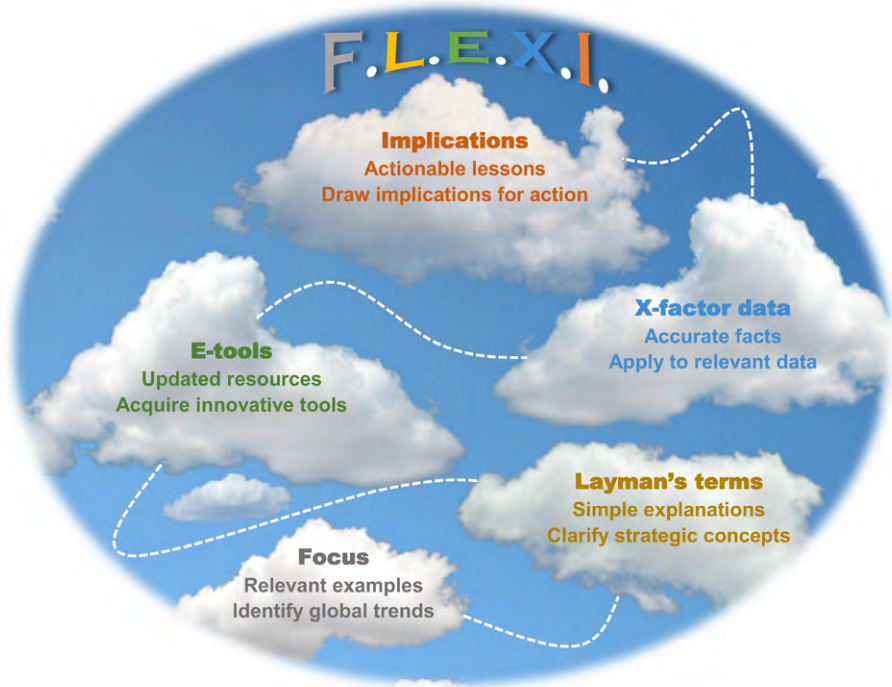 F.L.E.X.I.
Implications
Actionable lessons
Draw implications for action
X-factor data
Accurate facts
Apply to relevant data
E-tools
Updated resources
Acquire innovative tools
Layman's terms
Simple explanations
Clarify strategic concepts
Focus
Relevant examples
Identify global trends